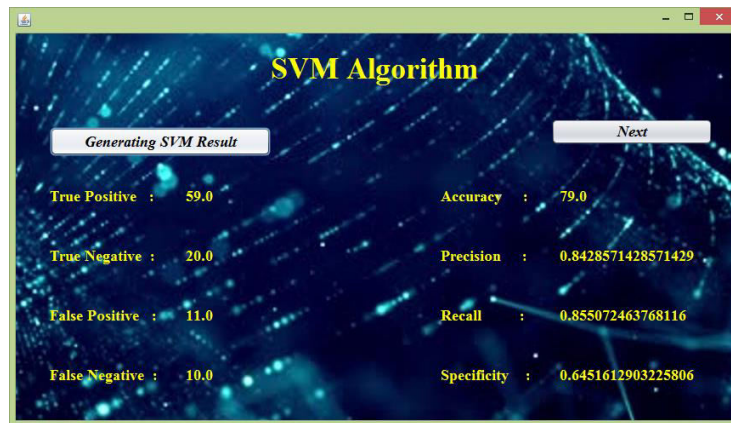 SVM Algorithm
Generating SVM Result
Next
True Positive : 59.0
Accuracy : 79.0
True Negative : 20.0
Precision : 0.8428571428571429
False Positive : 11.0
Recall : 0.855072463768116
False Negative : 10.0
Specificity : 0.6451612903225806